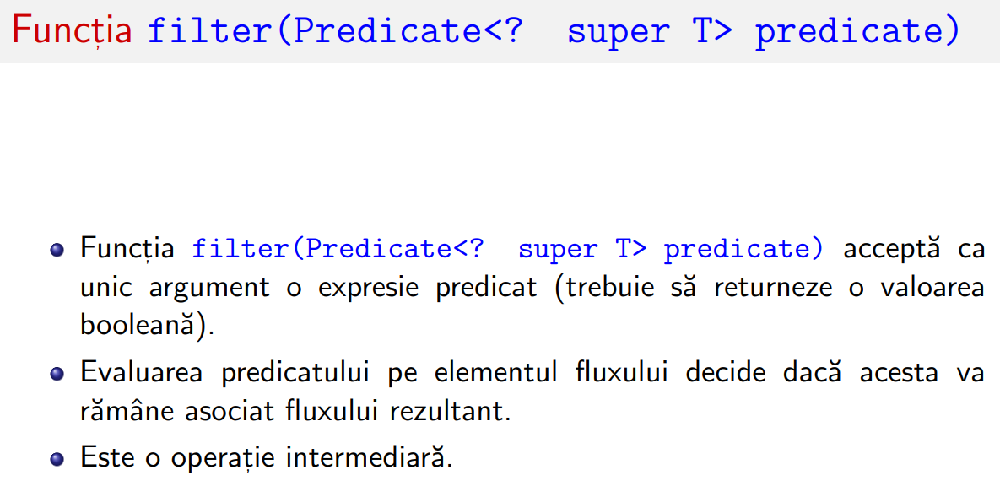 Funcția filter(Predicate<? super T> predicate)
Funcția filter(Predicate<? super T> predicate) acceptă ca
unic argument o expresie predicat (trebuie să returneze o valoarea
booleană).
Evaluarea predicatului pe elementul fluxului decide dacă acesta va
rămâne asociat fluxului rezultant.
Este o operație intermediară.